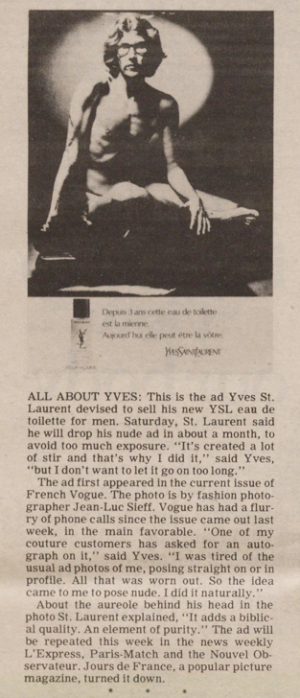 Depuis 3 ans cette eau de toilette
est la mienne.
Aujourd'hui elle peut être la vôtre.
YVES SAINT LAURENT
ALL ABOUT YVES: This is the ad Yves St.
Laurent devised to sell his new YSL eau de
toilette for men. Saturday, St. Laurent said
he will drop his nude ad in about a month, to
avoid too much exposure. "It's created a lot
of stir and that's why I did it," said Yves,
"but I don't want to let it go on too long."
The ad first appeared in the current issue of
French Vogue. The photo is by fashion photo-
grapher Jean-Luc Sieff. Vogue has had a flur-
ry of phone calls since the issue came out last
week, in the main favorable. "One of my
couture customers has asked for an auto-
graph on it," said Yves. "I was tired of the
usual ad photos of me, posing straight on or in
profile. All that was worn out. So the idea
came to me to pose nude. I did it naturally."
About the aureole behind his head in the
photo St. Laurent explained, "It adds a biblic-
al quality. An element of purity." The ad will
be repeated this week in the news weekly
L'Express, Paris-Match and the Nouvel Ob-
servateur. Jours de France, a popular picture
magazine, turned it down.
* * *